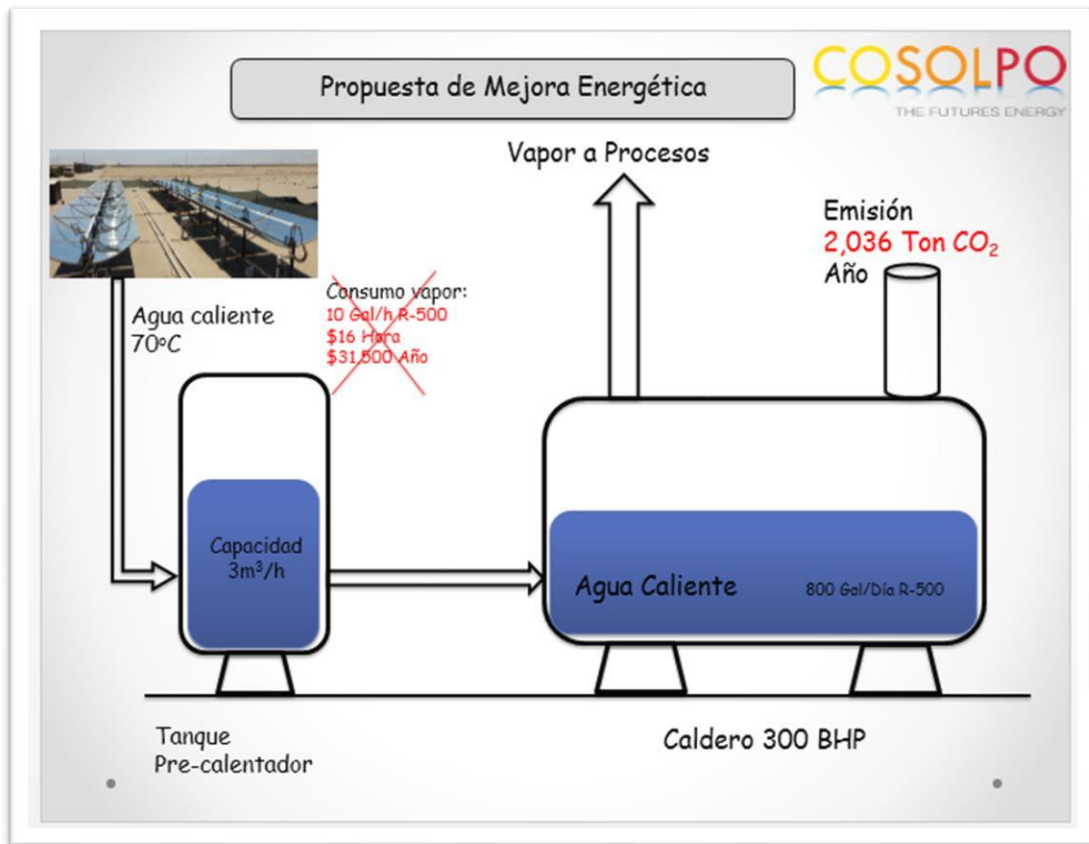 Propuesta de Mejora Energética
COSOLPO
THE FUTURES ENERGY
Vapor a Procesos
Emisión
2,036 Ton CO₂
Año
Agua caliente
70ºC
Consumo vapor:
10 Gal/h R-500
$16 Hora
$31,500 Año
Capacidad
3m³/h
Agua Caliente
800 Gal/Día R-500
Tanque
Pre-calentador
Caldero 300 BHP